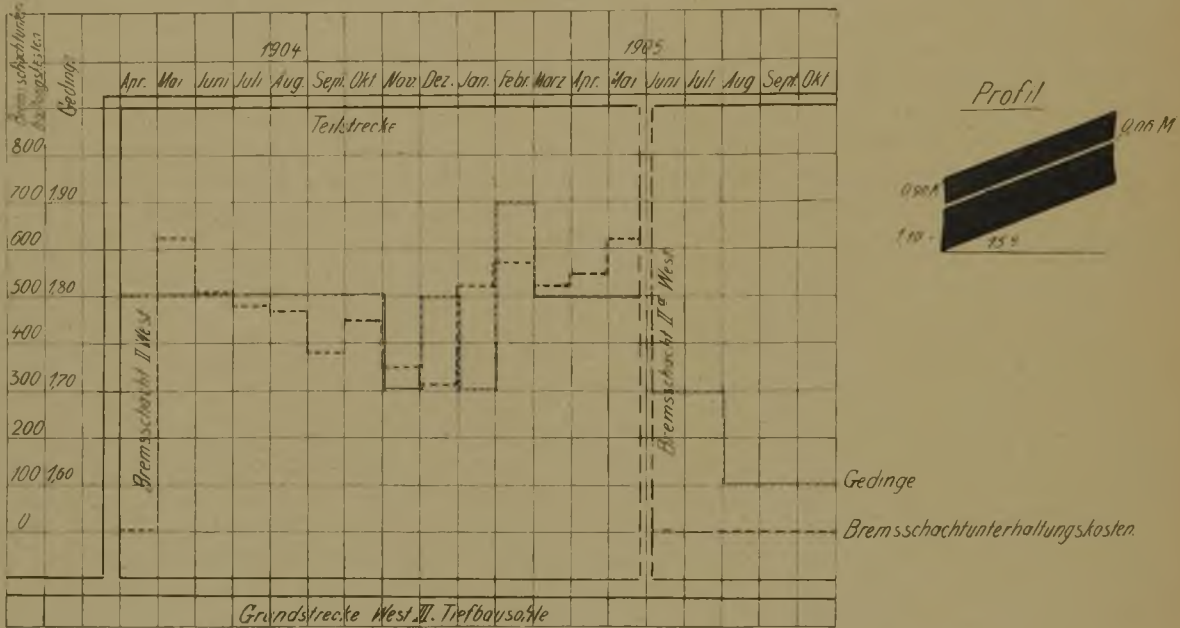 Gedinge
1904
1905
Apr. Mai Juni Juli Aug. Sept. Okt Nov. Dez. Jan. Febr. März Apr. Mai Juni Juli Aug Sept. Okt
Teilstrecke
800
700 1,90
600
500 1,80
400
300 1,70
200
100 1,60
0
Bremsschacht II West
Bremsschacht IIa West
Gedinge
Bremsschachtunterhaltungskosten.
Grundstrecke West III. Tiefbausohle
Profil
0,06 M
0,90 M
1,10